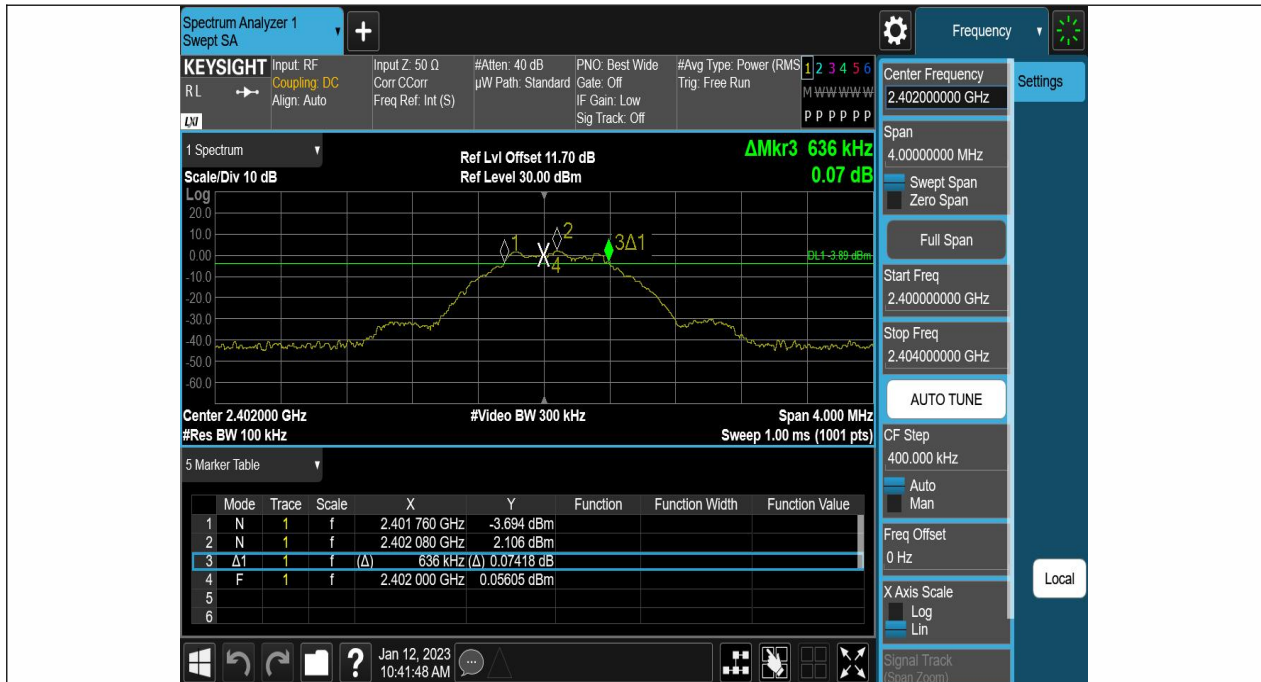 Spectrum Analyzer 1
Swept SA
+
Frequency
KEYSIGHT
RL
LXI
Input: RF
Coupling: DC
Align: Auto
Input Z: 50 Ω
Corr CCorr
Freq Ref: Int (S)
#Atten: 40 dB
µW Path: Standard
PNO: Best Wide
Gate: Off
IF Gain: Low
Sig Track: Off
#Avg Type: Power (RMS
Trig: Free Run
1 2 3 4 5 6
M W W W W W
P P P P P P
1 Spectrum
Scale/Div 10 dB
Ref Lvl Offset 11.70 dB
Ref Level 30.00 dBm
ΔMkr3 636 kHz
0.07 dB
Log
20.0
10.0
0.00
-10.0
-20.0
-30.0
-40.0
-50.0
-60.0
1
2
3Δ1
4
DL1 -3.89 dBm
Center 2.402000 GHz
#Video BW 300 kHz
Span 4.000 MHz
#Res BW 100 kHz
Sweep 1.00 ms (1001 pts)
5 Marker Table
Mode Trace Scale X Y Function Function Width Function Value
1 N 1 f 2.401 760 GHz -3.694 dBm
2 N 1 f 2.402 080 GHz 2.106 dBm
3 Δ1 1 f (Δ) 636 kHz (Δ) 0.07418 dB
4 F 1 f 2.402 000 GHz 0.05605 dBm
5
6
?
Jan 12, 2023
10:41:48 AM
Center Frequency
2.402000000 GHz
Settings
Span
4.00000000 MHz
Swept Span
Zero Span
Full Span
Start Freq
2.400000000 GHz
Stop Freq
2.404000000 GHz
AUTO TUNE
CF Step
400.000 kHz
Auto
Man
Freq Offset
0 Hz
X Axis Scale
Log
Lin
Local
Signal Track
(Span Zoom)